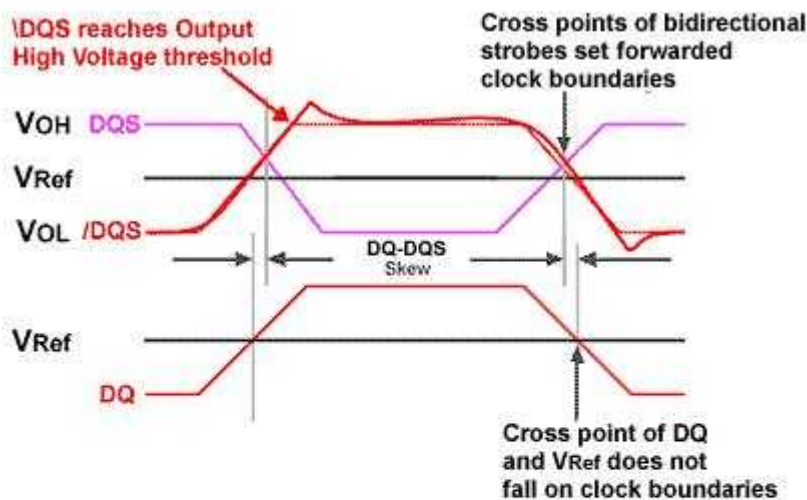 \DQS reaches Output
High Voltage threshold
Cross points of bidirectional
strobes set forwarded
clock boundaries
VOH DQS
VRef
VOL /DQS
DQ-DQS
Skew
VRef
DQ
Cross point of DQ
and VRef does not
fall on clock boundaries